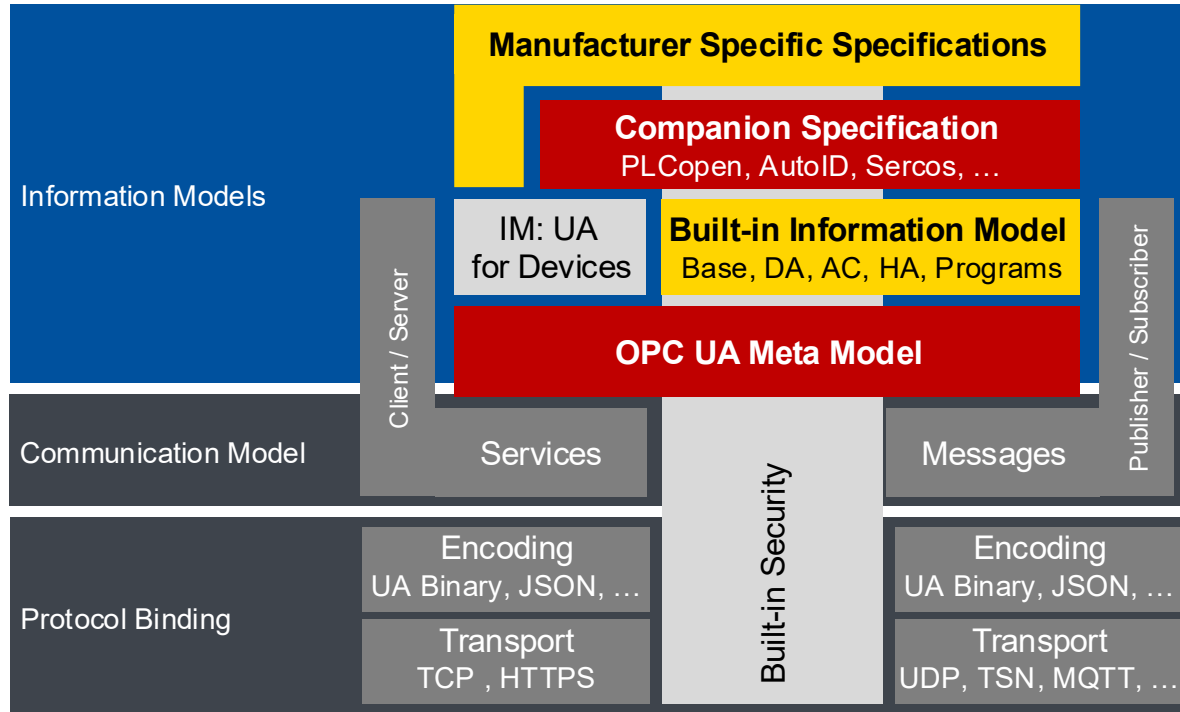 Manufacturer Specific Specifications
Companion Specification
PLCopen, AutoID, Sercos, …
Information Models
IM: UA
for Devices
Built-in Information Model
Base, DA, AC, HA, Programs
Client / Server
Publisher / Subscriber
OPC UA Meta Model
Communication Model
Services
Messages
Built-in Security
Protocol Binding
Encoding
UA Binary, JSON, …
Transport
TCP , HTTPS
Encoding
UA Binary, JSON, …
Transport
UDP, TSN, MQTT, …